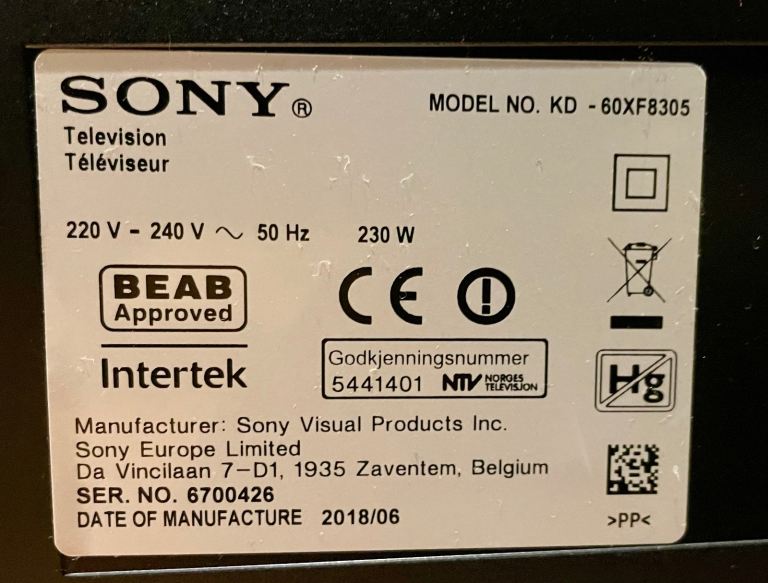 SONY®
MODEL NO. KD - 60XF8305
Television
Téléviseur
220 V - 240 V ~ 50 Hz 230 W
BEAB
Approved
CE
Intertek
Godkjenningsnummer
5441401 NTV NORGES
TELEVISJON
Hg
Manufacturer: Sony Visual Products Inc.
Sony Europe Limited
Da Vincilaan 7-D1, 1935 Zaventem, Belgium
SER. NO. 6700426
DATE OF MANUFACTURE 2018/06
>PP<